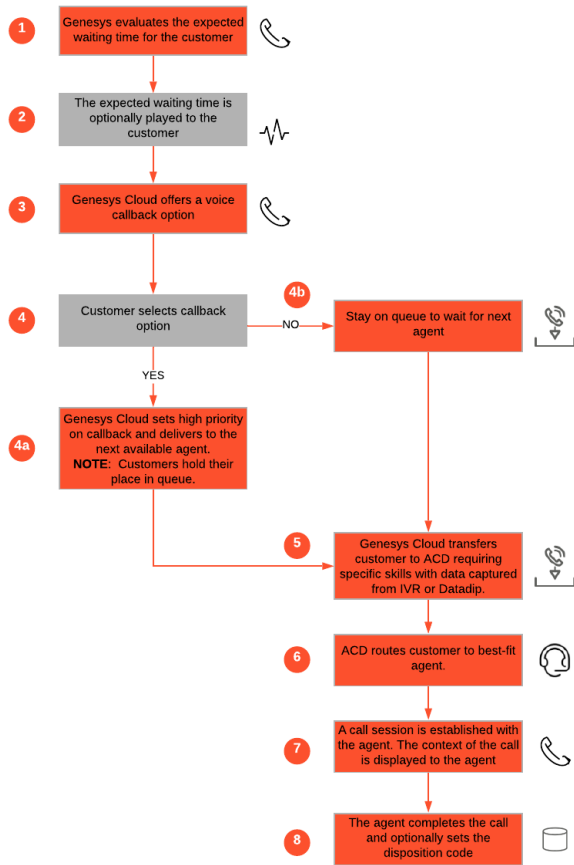 1
Genesys evaluates the expected
waiting time for the customer
2
The expected waiting time is
optionally played to the
customer
3
Genesys Cloud offers a voice
callback option
4
Customer selects callback
option
NO
4b
Stay on queue to wait for next
agent
YES
4a
Genesys Cloud sets high priority
on callback and delivers to the
next available agent.
NOTE: Customers hold their
place in queue.
5
Genesys Cloud transfers
customer to ACD requiring
specific skills with data captured
from IVR or Datadip.
6
ACD routes customer to best-fit
agent.
7
A call session is established with
the agent. The context of the call
is displayed to the agent
8
The agent completes the call
and optionally sets the
disposition code